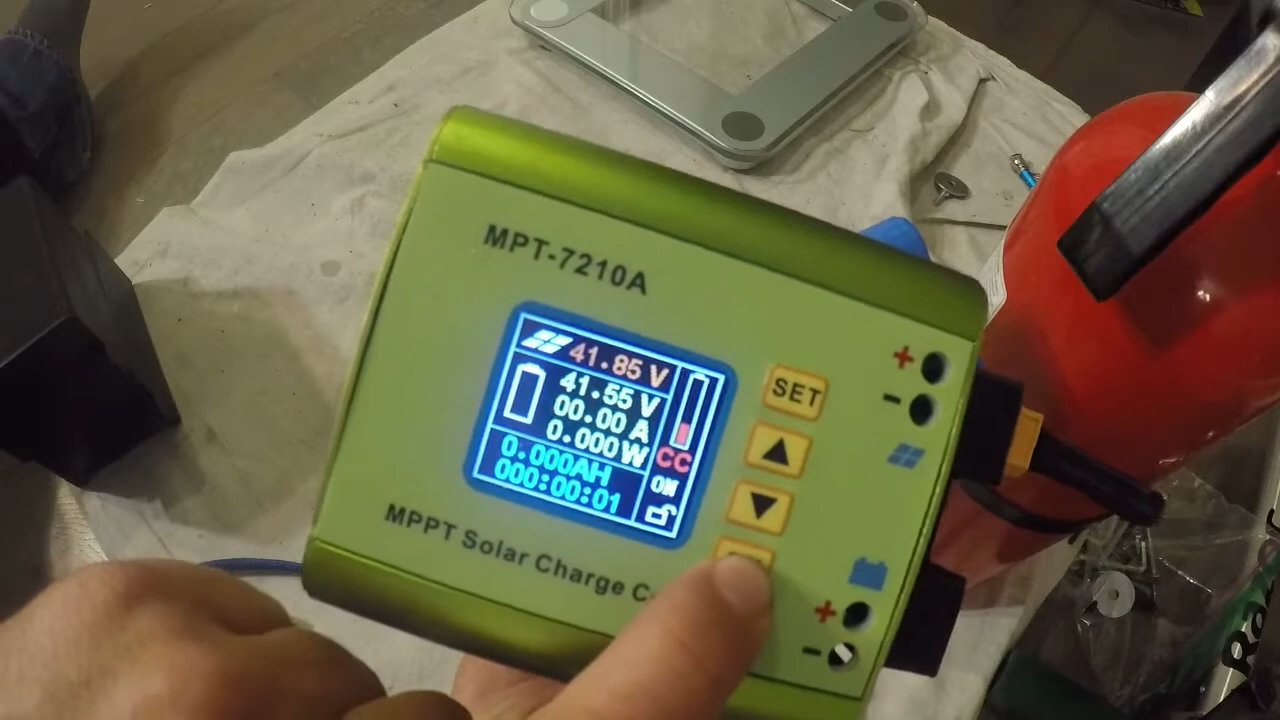 MPT-7210A
41.85 V
41.55 V
00.00 A
0.000W
0.000AH
000:00:01
CC
ON
SET
+
-
MPPT Solar Charge
+
-